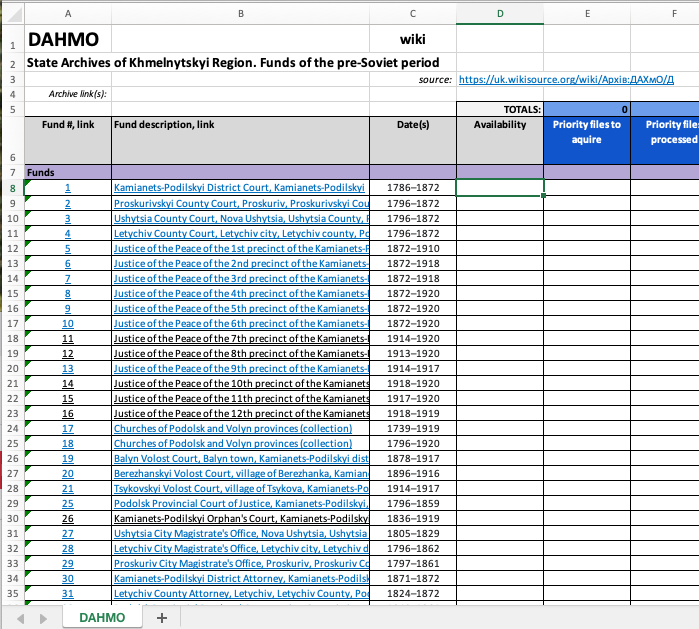 A B C D E F
1 DAHMO wiki
2 State Archives of Khmelnytskyi Region. Funds of the pre-Soviet period
3 source: https://uk.wikisource.org/wiki/Архів:ДАХмО/Д
4 Archive link(s):
5 TOTALS: 0
6 Fund #, link Fund description, link Date(s) Availability Priority files to aquire Priority files processed
7 Funds
8 1 Kamianets-Podilskyi District Court, Kamianets-Podilskyi 1786–1872
9 2 Proskurivskyi County Court, Proskuriv, Proskurivskyi Cou 1796–1872
10 3 Ushytsia County Court, Nova Ushytsia, Ushytsia County, 1796–1872
11 4 Letychiv County Court, Letychiv city, Letychiv county, Po 1796–1872
12 5 Justice of the Peace of the 1st precinct of the Kamianets-P 1872–1910
13 6 Justice of the Peace of the 2nd precinct of the Kamianets- 1872–1918
14 7 Justice of the Peace of the 3rd precinct of the Kamianets- 1872–1918
15 8 Justice of the Peace of the 4th precinct of the Kamianets- 1872–1920
16 9 Justice of the Peace of the 5th precinct of the Kamianets- 1872–1920
17 10 Justice of the Peace of the 6th precinct of the Kamianets- 1872–1920
18 11 Justice of the Peace of the 7th precinct of the Kamianets- 1914–1920
19 12 Justice of the Peace of the 8th precinct of the Kamianets- 1913–1920
20 13 Justice of the Peace of the 9th precinct of the Kamianets- 1914–1917
21 14 Justice of the Peace of the 10th precinct of the Kamianets 1918–1920
22 15 Justice of the Peace of the 11th precinct of the Kamianets 1917–1920
23 16 Justice of the Peace of the 12th precinct of the Kamianets 1918–1919
24 17 Churches of Podolsk and Volyn provinces (collection) 1739–1919
25 18 Churches of Podolsk and Volyn provinces (collection) 1796–1920
26 19 Balyn Volost Court, Balyn town, Kamianets-Podilskyi dist 1878–1917
27 20 Berezhanskyi Volost Court, village of Berezhanka, Kamian 1896–1916
28 21 Tsykovskyi Volost Court, village of Tsykova, Kamianets-Po 1914–1917
29 25 Podolsk Provincial Court of Justice, Kamianets-Podilskyi, 1796–1859
30 26 Kamianets-Podilskyi Orphan's Court, Kamianets-Podilsky 1836–1919
31 27 Ushytsia City Magistrate's Office, Nova Ushytsia, Ushytsia 1805–1829
32 28 Letychiv City Magistrate's Office, Letychiv city, Letychiv d 1796–1862
33 29 Proskuriv City Magistrate's Office, Proskuriv, Proskuriv Co 1797–1861
34 30 Kamianets-Podilskyi District Attorney, Kamianets-Podilsk 1871–1872
35 31 Letychiv County Attorney, Letychiv, Letychiv County, Po 1824–1872
DAHMO +